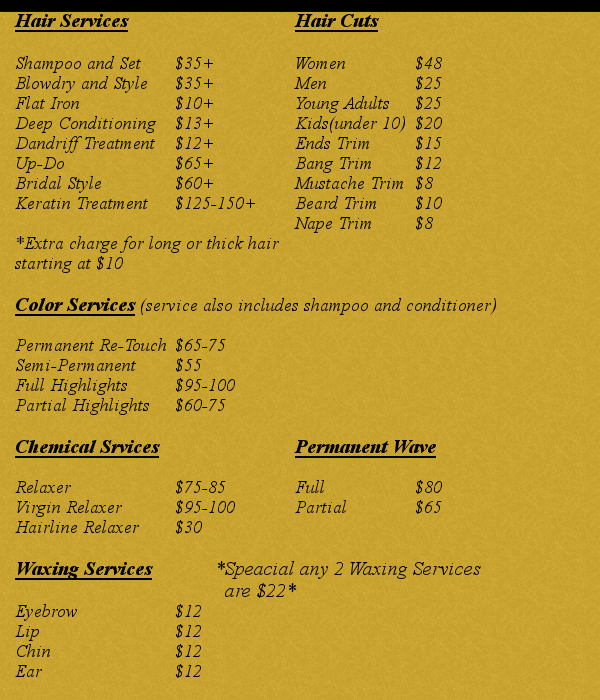 Hair Services
Shampoo and Set $35+
Blowdry and Style $35+
Flat Iron $10+
Deep Conditioning $13+
Dandriff Treatment $12+
Up-Do $65+
Bridal Style $60+
Keratin Treatment $125-150+
*Extra charge for long or thick hair
starting at $10
Hair Cuts
Women $48
Men $25
Young Adults $25
Kids(under 10) $20
Ends Trim $15
Bang Trim $12
Mustache Trim $8
Beard Trim $10
Nape Trim $8
Color Services (service also includes shampoo and conditioner)
Permanent Re-Touch $65-75
Semi-Permanent $55
Full Highlights $95-100
Partial Highlights $60-75
Chemical Srvices
Relaxer $75-85
Virgin Relaxer $95-100
Hairline Relaxer $30
Permanent Wave
Full $80
Partial $65
Waxing Services
*Speacial any 2 Waxing Services
are $22*
Eyebrow $12
Lip $12
Chin $12
Ear $12